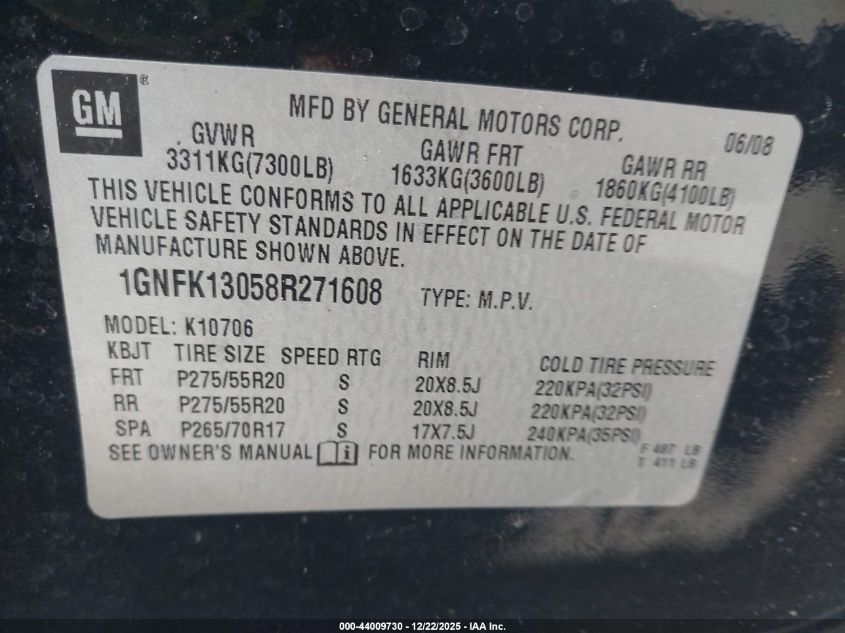 GM ®
MFD BY GENERAL MOTORS CORP.
06/08
GVWR GAWR FRT GAWR RR
3311KG(7300LB) 1633KG(3600LB) 1860KG(4100LB)
THIS VEHICLE CONFORMS TO ALL APPLICABLE U.S. FEDERAL MOTOR
VEHICLE SAFETY STANDARDS IN EFFECT ON THE DATE OF
MANUFACTURE SHOWN ABOVE.
1GNFK13058R271608 TYPE: M.P.V.
MODEL: K10706
KBJT TIRE SIZE SPEED RTG RIM COLD TIRE PRESSURE
FRT P275/55R20 S 20X8.5J 220KPA(32PSI)
RR P275/55R20 S 20X8.5J 220KPA(32PSI)
SPA P265/70R17 S 17X7.5J 240KPA(35PSI)
SEE OWNER'S MANUAL i FOR MORE INFORMATION.
F 487 LB
T 411 LB
000-44009730 - 12/22/2025 - IAA Inc.